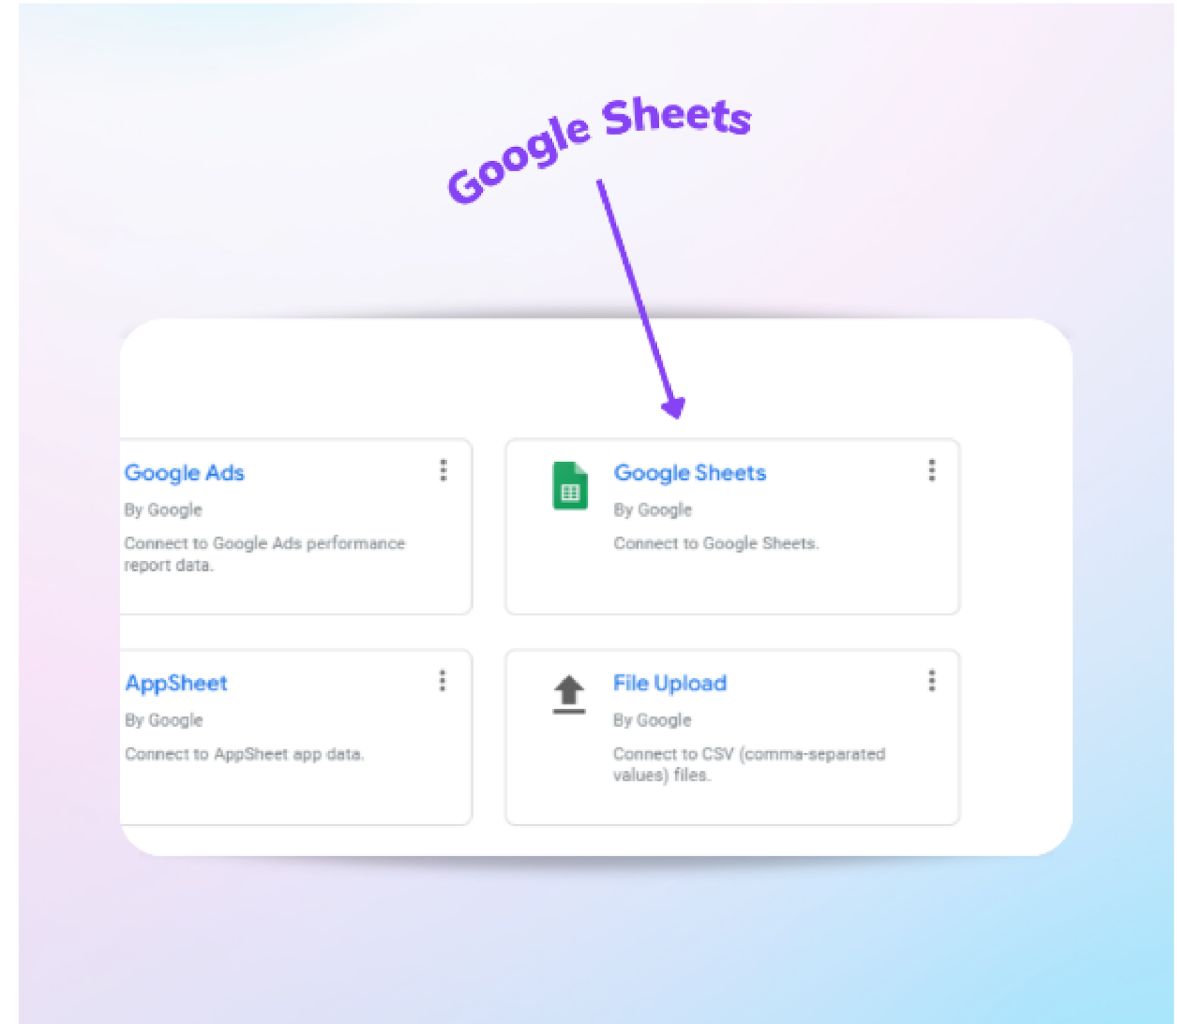 Google Sheets
Google Ads
By Google
Connect to Google Ads performance
report data.
Google Sheets
By Google
Connect to Google Sheets.
AppSheet
By Google
Connect to AppSheet app data.
File Upload
By Google
Connect to CSV (comma-separated
values) files.